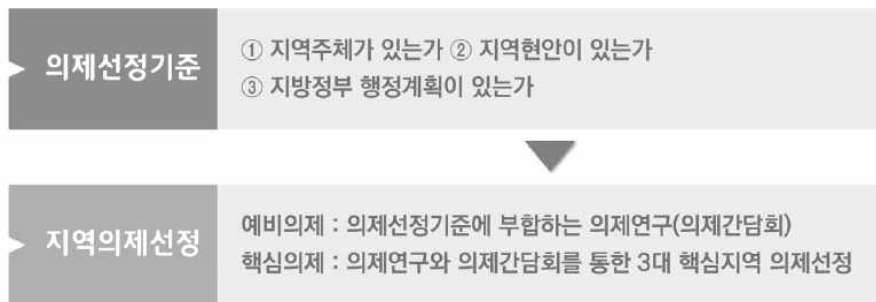 의제선정기준
① 지역주체가 있는가 ② 지역현안이 있는가
③ 지방정부 행정계획이 있는가
지역의제선정
예비의제 : 의제선정기준에 부합하는 의제연구(의제간담회)
핵심의제 : 의제연구와 의제간담회를 통한 3대 핵심지역 의제선정